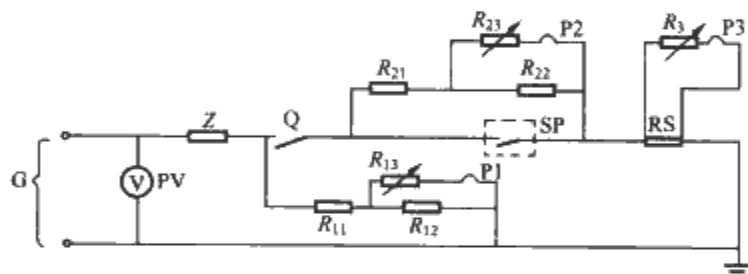 R23 P2 R3 P3
R21 R22
Z Q SP RS
G V PV R13 P1
R11 R12